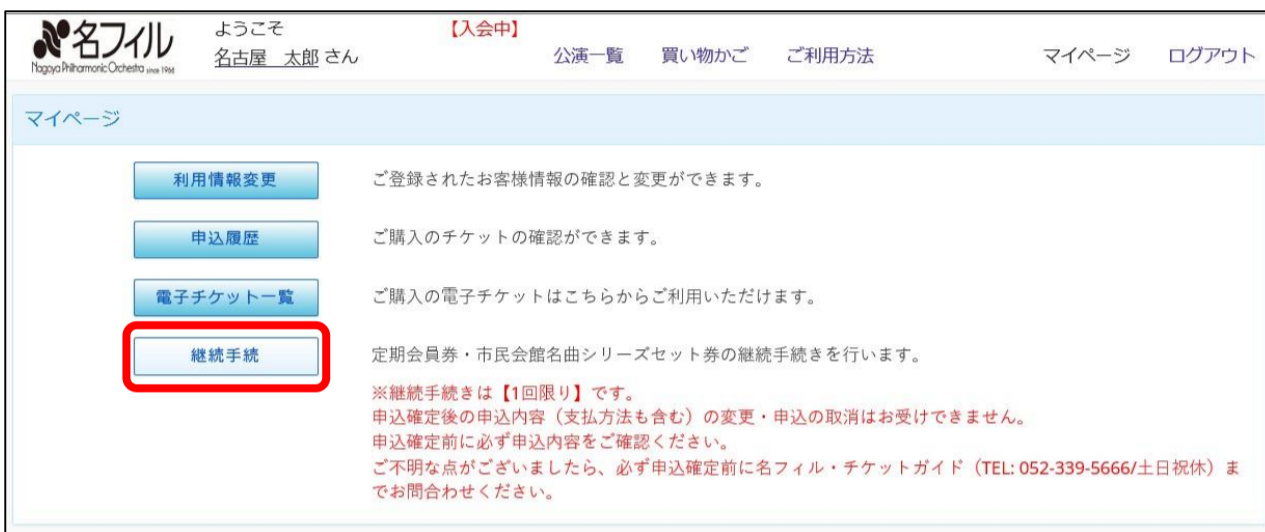 名フィル
Nagoya Philharmonic Orchestra since 1966
ようこそ
名古屋　太郎 さん
【入会中】
公演一覧　買い物かご　ご利用方法　マイページ　ログアウト
マイページ
利用情報変更　ご登録されたお客様情報の確認と変更ができます。
申込履歴　ご購入のチケットの確認ができます。
電子チケット一覧　ご購入の電子チケットはこちらからご利用いただけます。
継続手続　定期会員券・市民会館名曲シリーズセット券の継続手続きを行います。
※継続手続きは【1回限り】です。
申込確定後の申込内容（支払方法も含む）の変更・申込の取消はお受けできません。
申込確定前に必ず申込内容をご確認ください。
ご不明な点がございましたら、必ず申込確定前に名フィル・チケットガイド（TEL: 052-339-5666/土日祝休）ま
でお問合わせください。